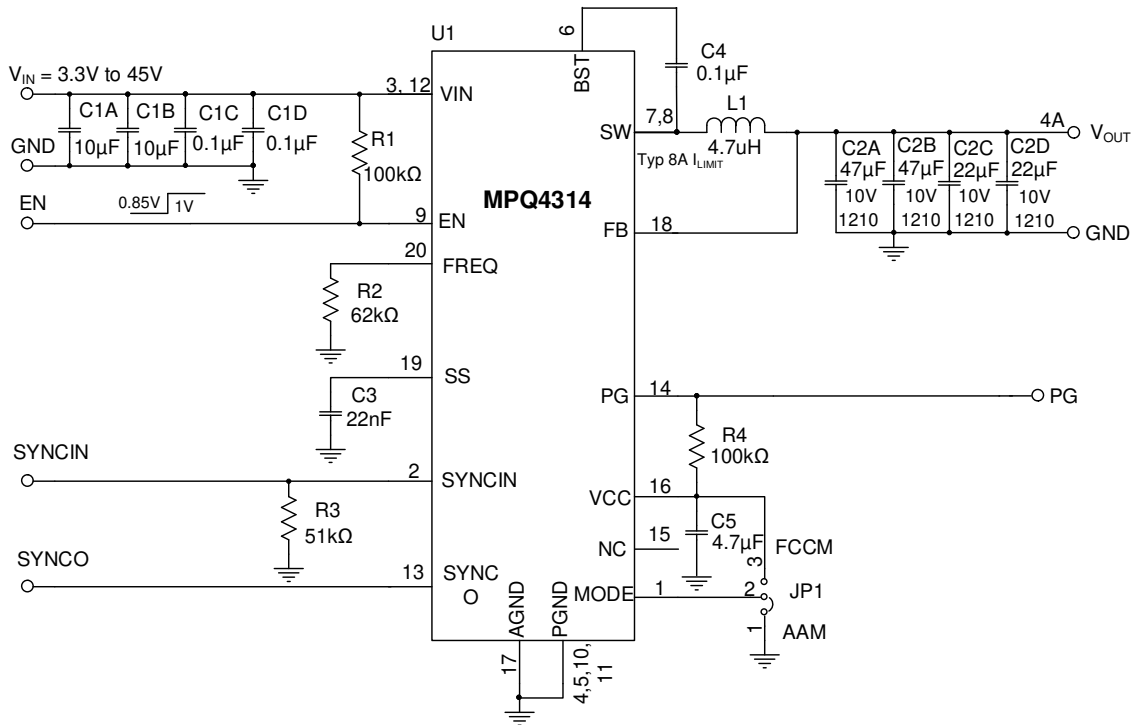 U1
V_IN = 3.3V to 45V
C1A
10µF
C1B
10µF
C1C
0.1µF
C1D
0.1µF
GND
R1
100kΩ
EN
0.85V
1V
3, 12
VIN
9
EN
20
FREQ
R2
62kΩ
19
SS
C3
22nF
SYNCIN
2
SYNCIN
R3
51kΩ
SYNCO
13
SYNC
O
MPQ4314
6
BST
C4
0.1µF
SW
7,8
L1
4.7uH
Typ 8A I_LIMIT
4A
V_OUT
C2A
47µF
10V
1210
C2B
47µF
10V
1210
C2C
22µF
10V
1210
C2D
22µF
10V
1210
GND
FB
18
PG
14
PG
R4
100kΩ
VCC
16
C5
4.7µF
NC
15
FCCM
3
MODE
1
2
JP1
1
AAM
AGND
17
PGND
4,5,10,
11